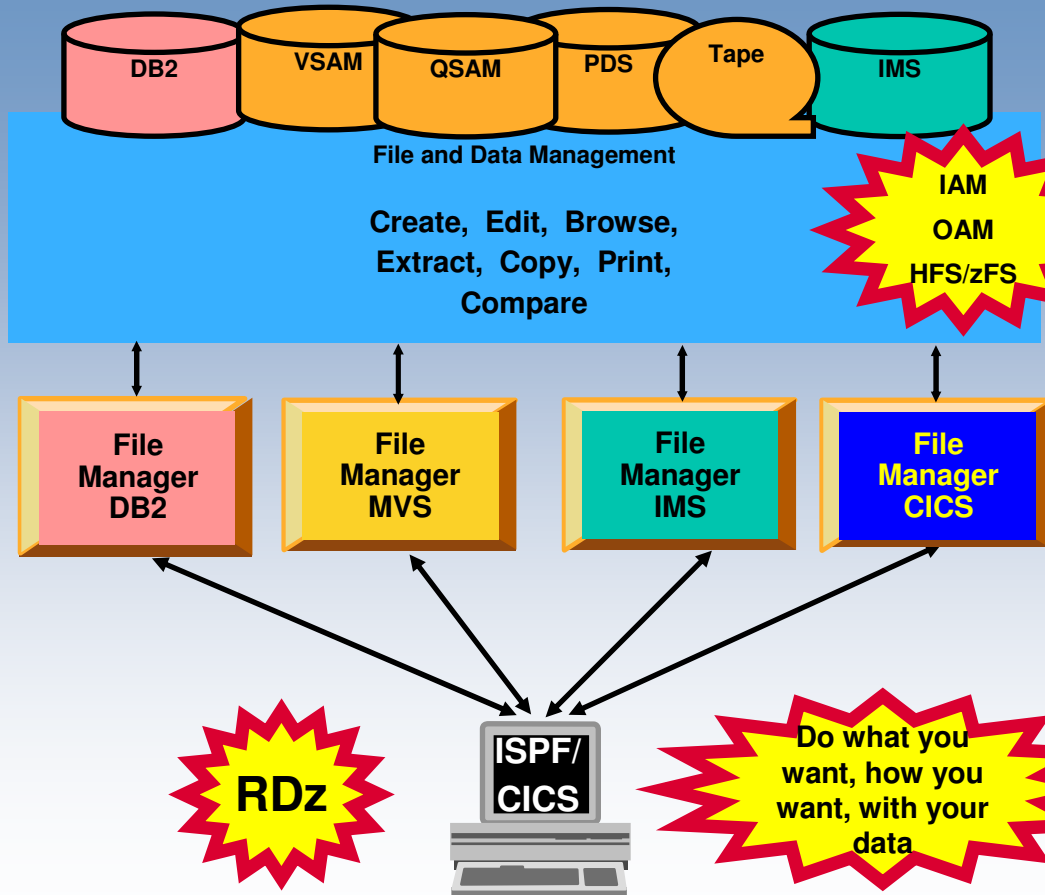 DB2
VSAM
QSAM
PDS
Tape
IMS
File and Data Management
Create, Edit, Browse,
Extract, Copy, Print,
Compare
IAM
OAM
HFS/zFS
File
Manager
DB2
File
Manager
MVS
File
Manager
IMS
File
Manager
CICS
RDz
ISPF/
CICS
Do what you
want, how you
want, with your
data